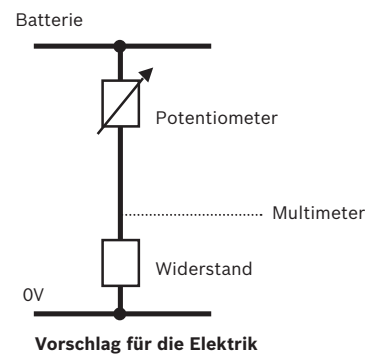 Batterie
Potentiometer
Multimeter
Widerstand
0V
Vorschlag für die Elektrik